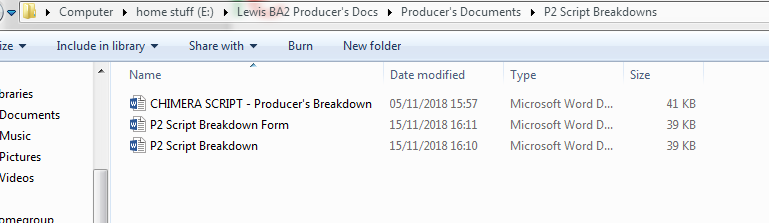 Computer home stuff (E:) Lewis BA2 Producer's Docs Producer's Documents P2 Script Breakdowns
ze Include in library Share with Burn New folder
Name Date modified Type Size
braries
CHIMERA SCRIPT - Producer's Breakdown 05/11/2018 15:57 Microsoft Word D... 41 KB
Documents
P2 Script Breakdown Form 15/11/2018 16:11 Microsoft Word D... 39 KB
Music
P2 Script Breakdown 15/11/2018 16:10 Microsoft Word D... 39 KB
Pictures
Videos
omegroup